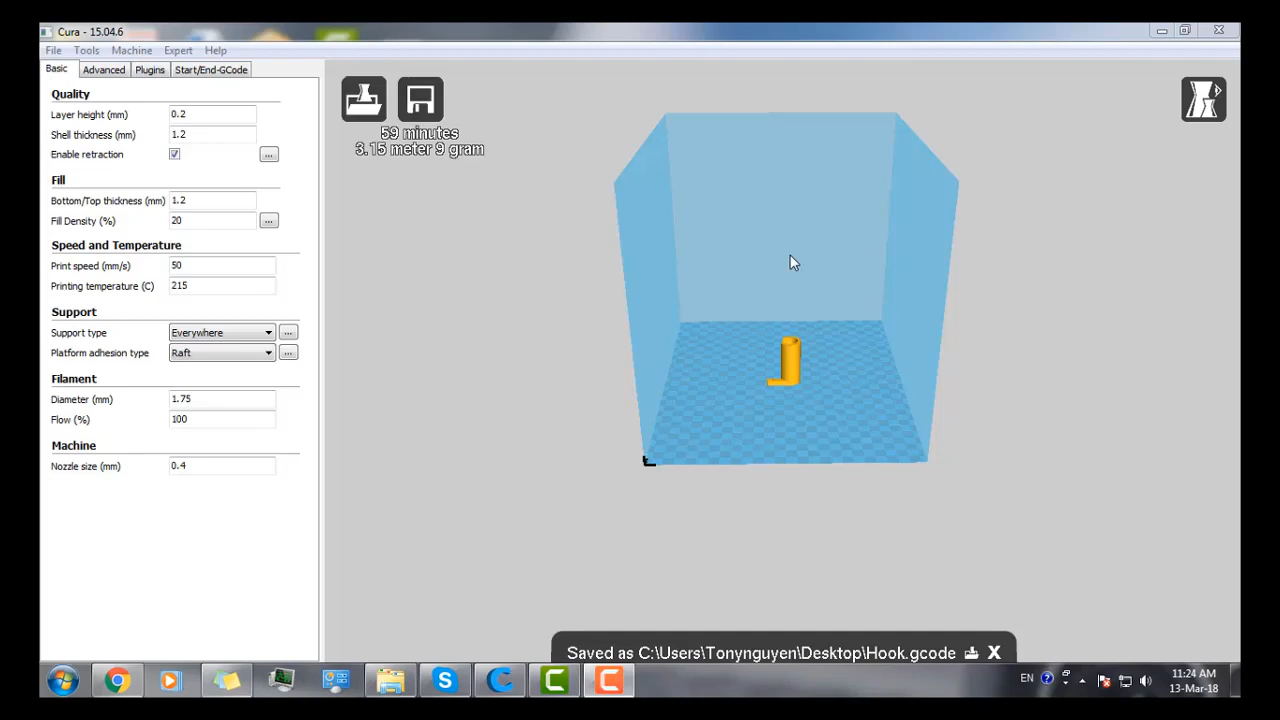 Cura - 15.04.6
File Tools Machine Expert Help
Basic Advanced Plugins Start/End-GCode
Quality
Layer height (mm) 0.2
Shell thickness (mm) 1.2
Enable retraction ...
Fill
Bottom/Top thickness (mm) 1.2
Fill Density (%) 20 ...
Speed and Temperature
Print speed (mm/s) 50
Printing temperature (C) 215
Support
Support type Everywhere ...
Platform adhesion type Raft ...
Filament
Diameter (mm) 1.75
Flow (%) 100
Machine
Nozzle size (mm) 0.4
59 minutes
3.15 meter 9 gram
Saved as C:\Users\Tonynguyen\Desktop\Hook.gcode X
EN
11:24 AM
13-Mar-18